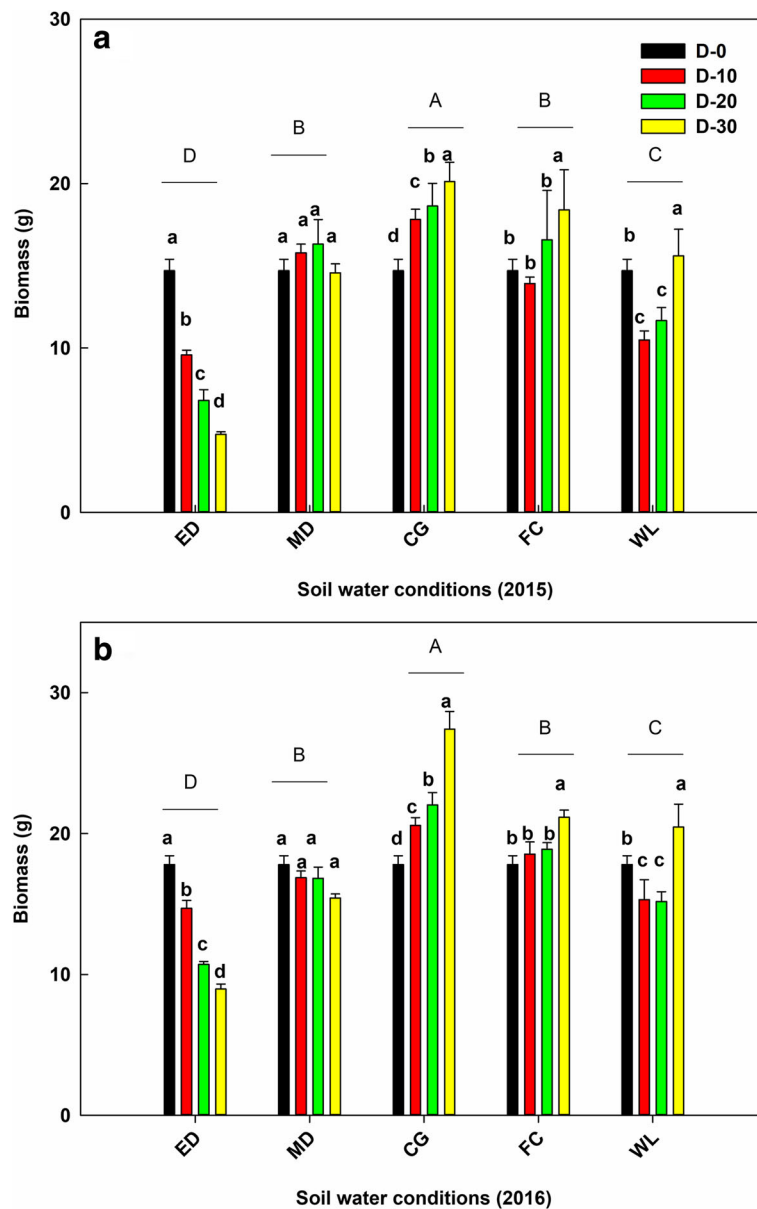 a
30
20
10
0
Biomass (g)
D-0
D-10
D-20
D-30
D
B
A
B
C
a
b
c
d
a
a
a
a
d
c
b
a
b
b
b
a
b
c
c
a
ED
MD
CG
FC
WL
Soil water conditions (2015)
b
30
20
10
0
Biomass (g)
D
B
A
B
C
a
b
c
d
a
a
a
a
d
c
b
a
b
b
b
a
b
c
c
a
ED
MD
CG
FC
WL
Soil water conditions (2016)